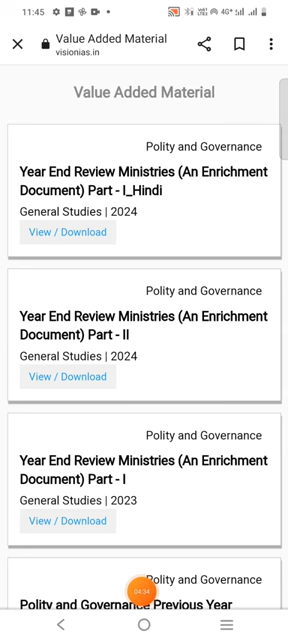 11:45
4G+
Value Added Material
visionias.in
Value Added Material
Polity and Governance
Year End Review Ministries (An Enrichment
Document) Part - I_Hindi
General Studies | 2024
View / Download
Polity and Governance
Year End Review Ministries (An Enrichment
Document) Part - II
General Studies | 2024
View / Download
Polity and Governance
Year End Review Ministries (An Enrichment
Document) Part - I
General Studies | 2023
View / Download
04:34
Polity and Governance
Polity and Governance Previous Year